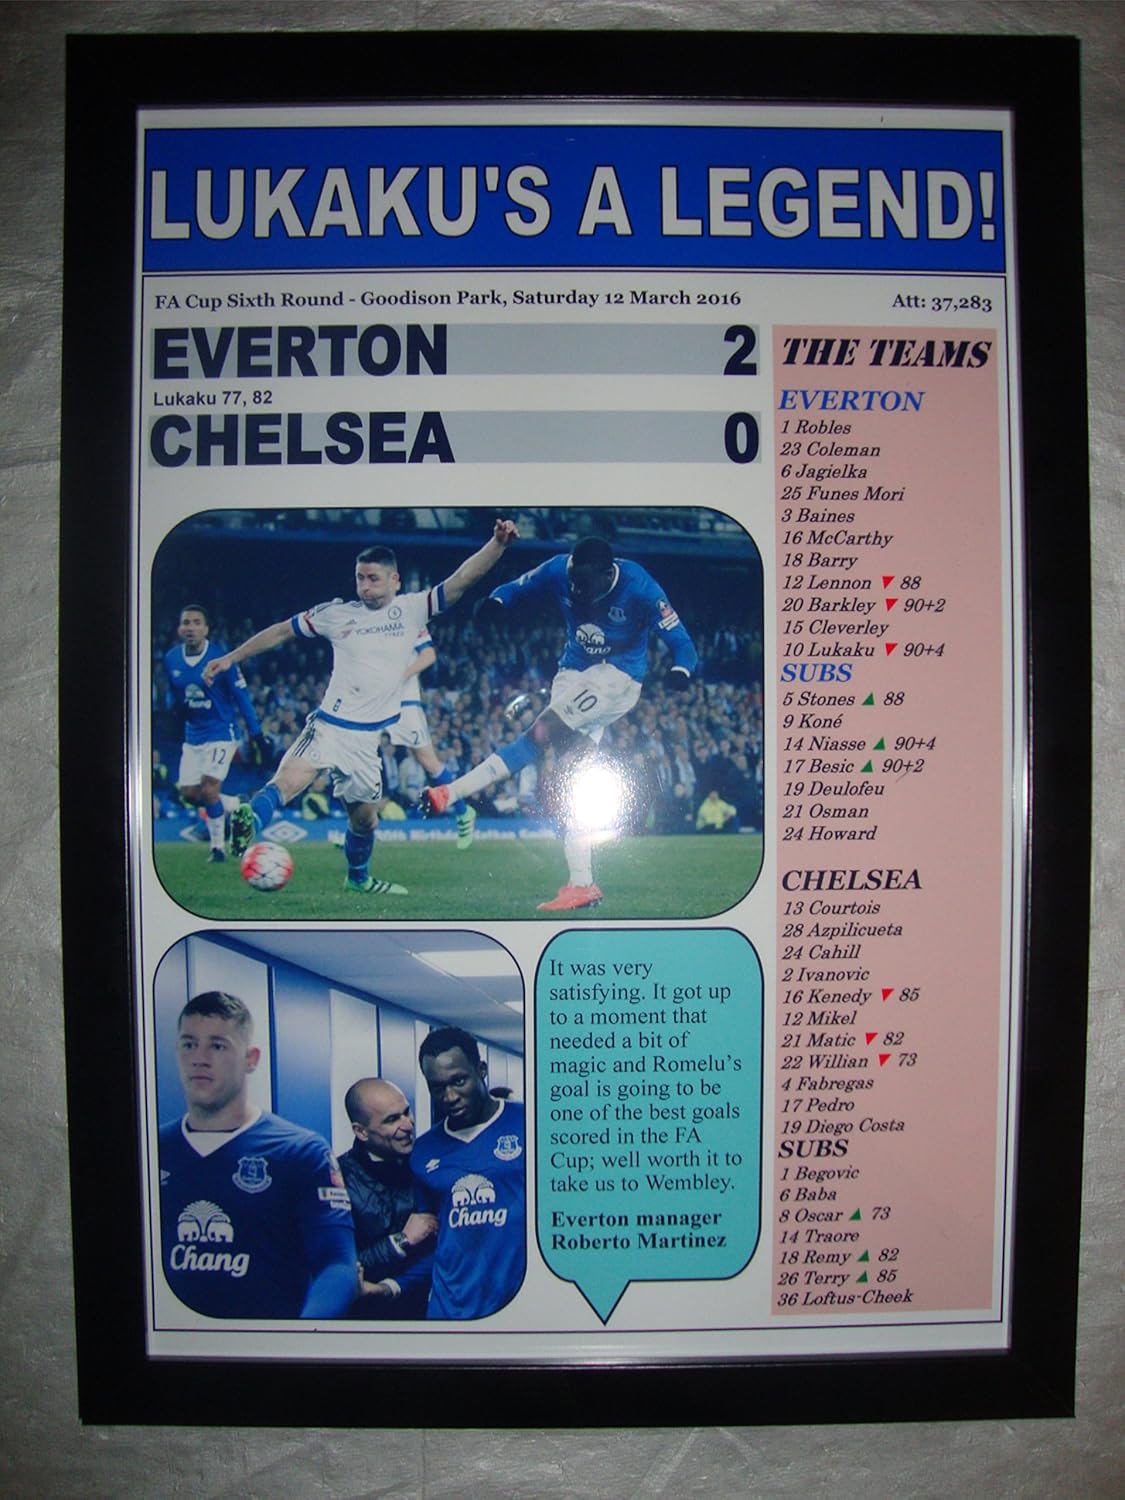 LUKAKU'S A LEGEND!
FA Cup Sixth Round - Goodison Park, Saturday 12 March 2016
Att: 37,283
EVERTON 2
Lukaku 77, 82
CHELSEA 0
YOKOHAMA
TYRES
Chang
10
12
21
2
It was very
satisfying. It got up
to a moment that
needed a bit of
magic and Romelu's
goal is going to be
one of the best goals
scored in the FA
Cup; well worth it to
take us to Wembley.
Everton manager
Roberto Martinez
Chang
Chang
THE TEAMS
EVERTON
1 Robles
23 Coleman
6 Jagielka
25 Funes Mori
3 Baines
16 McCarthy
18 Barry
12 Lennon ▼ 88
20 Barkley ▼ 90+2
15 Cleverley
10 Lukaku ▼ 90+4
SUBS
5 Stones ▲ 88
9 Koné
14 Niasse ▲ 90+4
17 Besic ▲ 90+2
19 Deulofeu
21 Osman
24 Howard
CHELSEA
13 Courtois
28 Azpilicueta
24 Cahill
2 Ivanovic
16 Kenedy ▼ 85
12 Mikel
21 Matic ▼ 82
22 Willian ▼ 73
4 Fabregas
17 Pedro
19 Diego Costa
SUBS
1 Begovic
6 Baba
8 Oscar ▲ 73
14 Traore
18 Remy ▲ 82
26 Terry ▲ 85
36 Loftus-Cheek